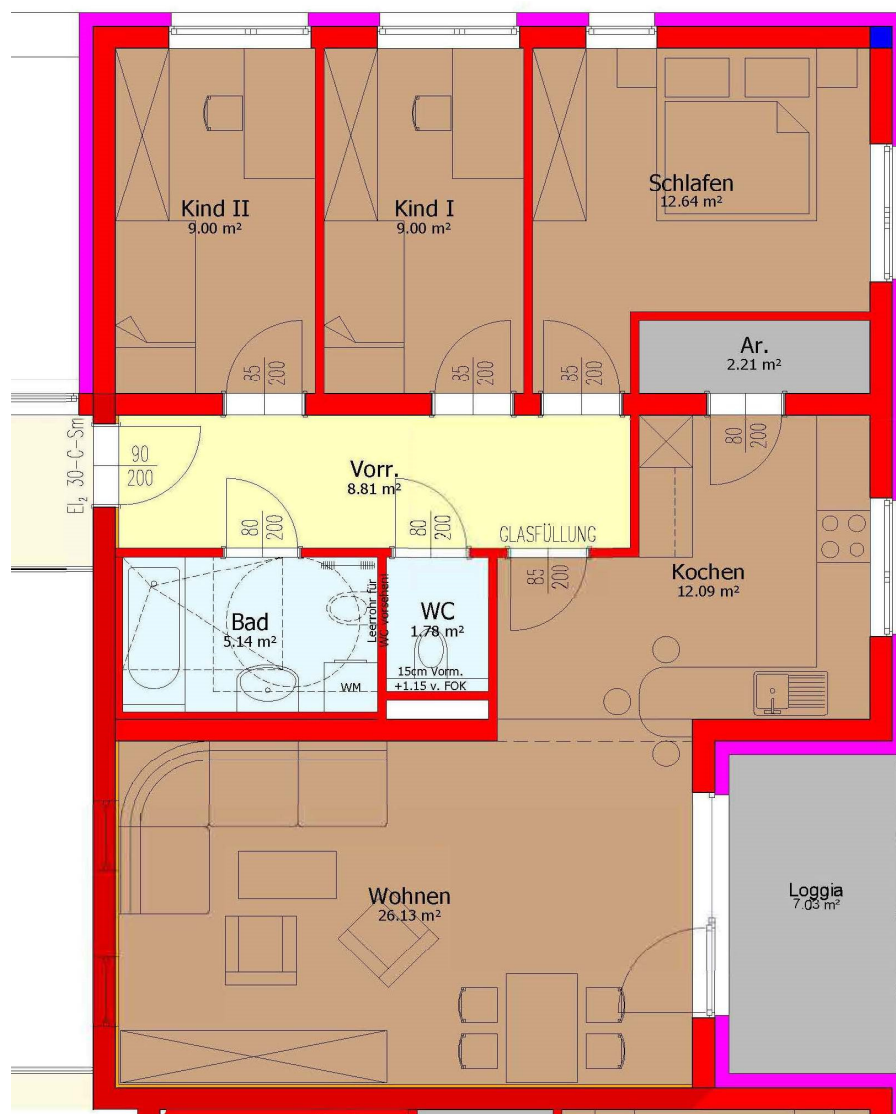 Kind II
9.00 m²
Kind I
9.00 m²
Schlafen
12.64 m²
Ar.
2.21 m²
85
200
85
200
85
200
80
200
EI₂ 30-C-Sm
90
200
Vorr.
8.81 m²
80
200
80
200
GLASFÜLLUNG
85
200
Kochen
12.09 m²
Bad
5.14 m²
Leerrohr für
WC vorsehen!
WC
1.78 m²
15cm Vorm.
+1.15 v. FOK
WM
Wohnen
26.13 m²
Loggia
7.03 m²